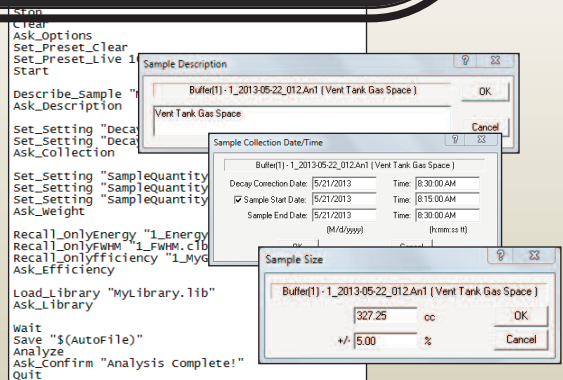 Stop
Clear
Ask_Options
Set_Preset_Clear
Set_Preset_Live
Start
Describe_Sample
Ask_Description
Set_Setting
Set_Setting
Ask_Collection
Set_Setting "SampleQuantity
Set_Setting "SampleQuantity
Set_Setting "SampleQuantity
Ask_Weight
Recall_OnlyEnergy "1_Energy
Recall_OnlyFWHM "1_FWHM.clb
Recall_Onlyfficiency "1_MyG
Ask_Efficiency
Load_Library "MyLibrary.lib"
Ask_Library
Wait
Save "$(AutoFile)"
Analyze
Ask_Confirm "Analysis Complete!"
Quit
Sample Description
Buffer(1) - 1_2013-05-22_012.An1 ( Vent Tank Gas Space )
OK
Vent Tank Gas Space
Cancel
Sample Collection Date/Time
Buffer(1) - 1_2013-05-22_012.An1 ( Vent Tank Gas Space )
Decay Correction Date: 5/21/2013 Time: 8:30:00 AM
Sample Start Date: 5/21/2013 Time: 8:15:00 AM
Sample End Date: 5/21/2013 Time: 8:30:00 AM
(M/d/yyyy) (h:mm:ss tt)
Sample Size
Buffer(1) - 1_2013-05-22_012.An1 ( Vent Tank Gas Space )
327.25 cc OK
+/- 5.00 % Cancel